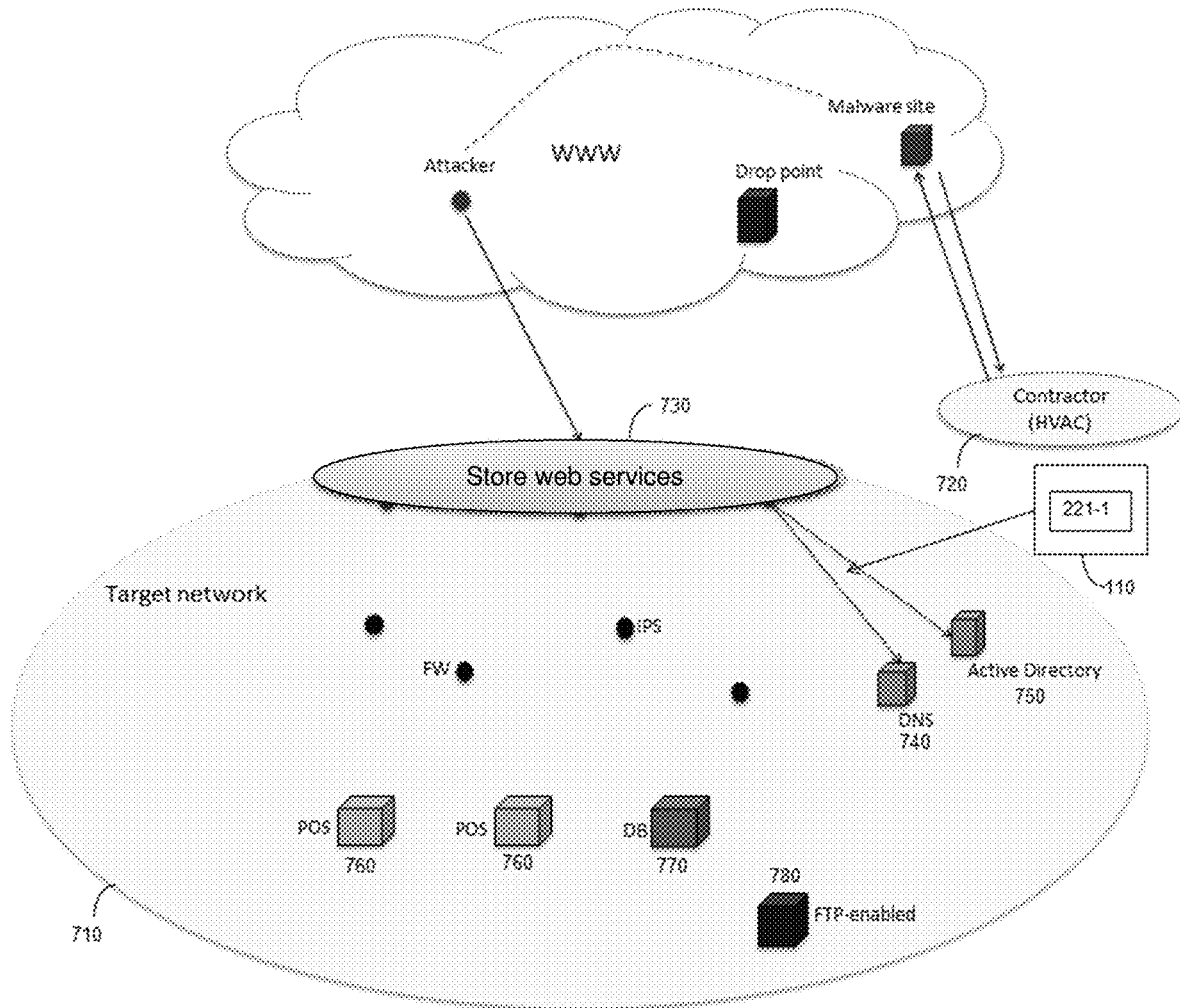 Malware site
Attacker
WWW
Drop point
Contractor
(HVAC)
730
Store web services
720
221-1
110
Target network
IPS
FW
Active Directory
750
DNS
740
POS
POS
DB
760
760
770
780
FTP-enabled
710